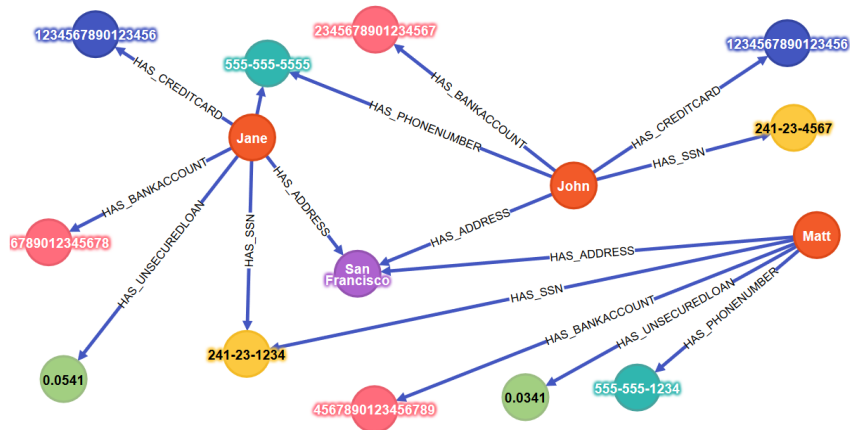 1234567890123456
2345678901234567
1234567890123456
555-555-5555
HAS_CREDITCARD
HAS_BANKACCOUNT
HAS_CREDITCARD
241-23-4567
HAS_PHONENUMBER
HAS_SSN
Jane
John
HAS_BANKACCOUNT
HAS_ADDRESS
HAS_ADDRESS
Matt
6789012345678
HAS_UNSECUREDLOAN
HAS_SSN
HAS_ADDRESS
San
Francisco
HAS_SSN
HAS_BANKACCOUNT
HAS_UNSECUREDLOAN
HAS_PHONENUMBER
241-23-1234
0.0541
4567890123456789
0.0341
555-555-1234